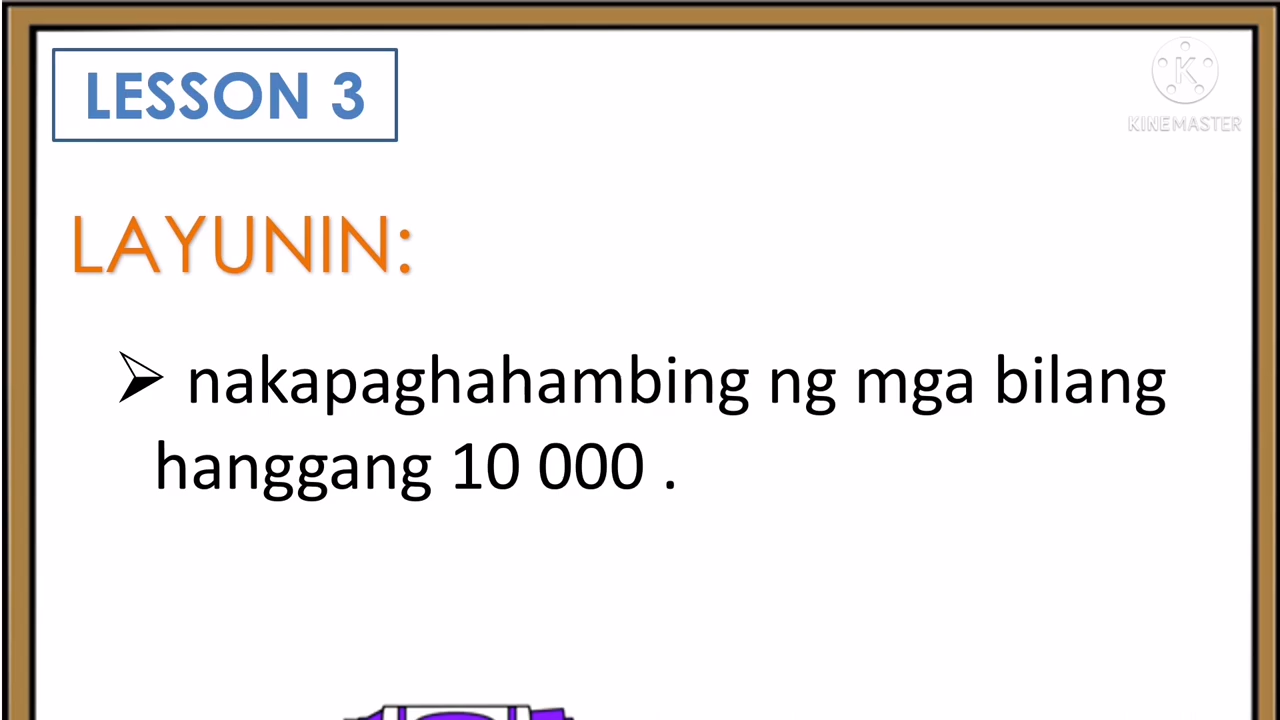 LESSON 3
KINEMASTER
LAYUNIN:
nakapaghahambing ng mga bilang
hanggang 10 000 .